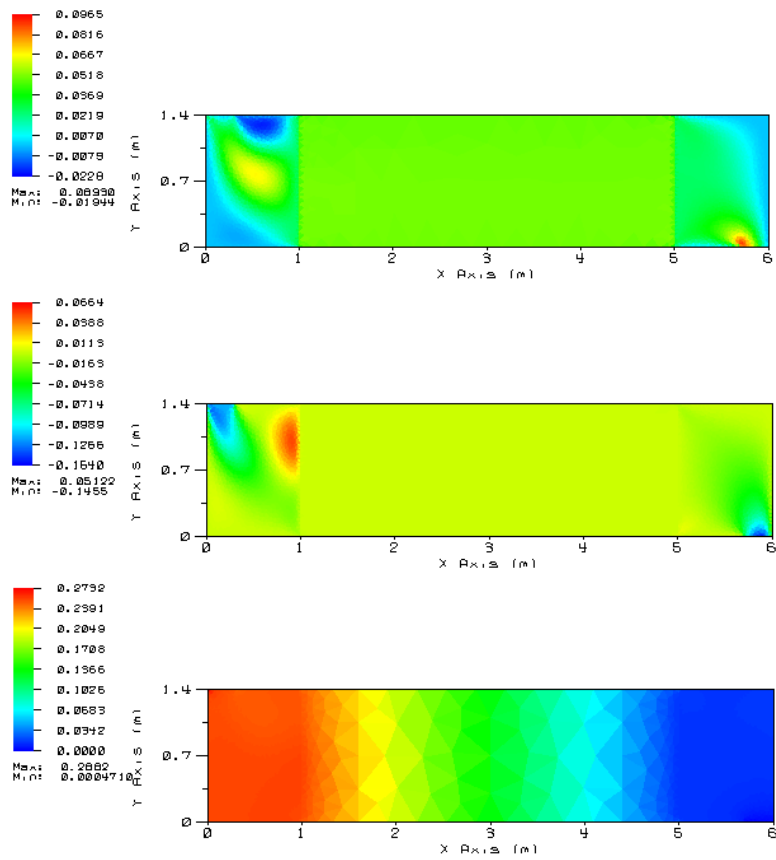 0.0965
0.0816
0.0667
0.0518
0.0369
0.0219
0.0070
-0.0079
-0.0228
Max: 0.08930
Min: -0.01944
Y Axis (m)
1.4
0.7
0
0 1 2 3 4 5 6
X Axis (m)
0.0664
0.0388
0.0113
-0.0163
-0.0438
-0.0714
-0.0989
-0.1265
-0.1540
Max: 0.05122
Min: -0.1455
Y Axis (m)
1.4
0.7
0
0 1 2 3 4 5 6
X Axis (m)
0.2732
0.2391
0.2049
0.1708
0.1366
0.1025
0.0683
0.0342
0.0000
Max:
Min: 0.0004710
Y Axis (m)
1.4
0.7
0
0 1 2 3 4 5 6
X Axis (m)